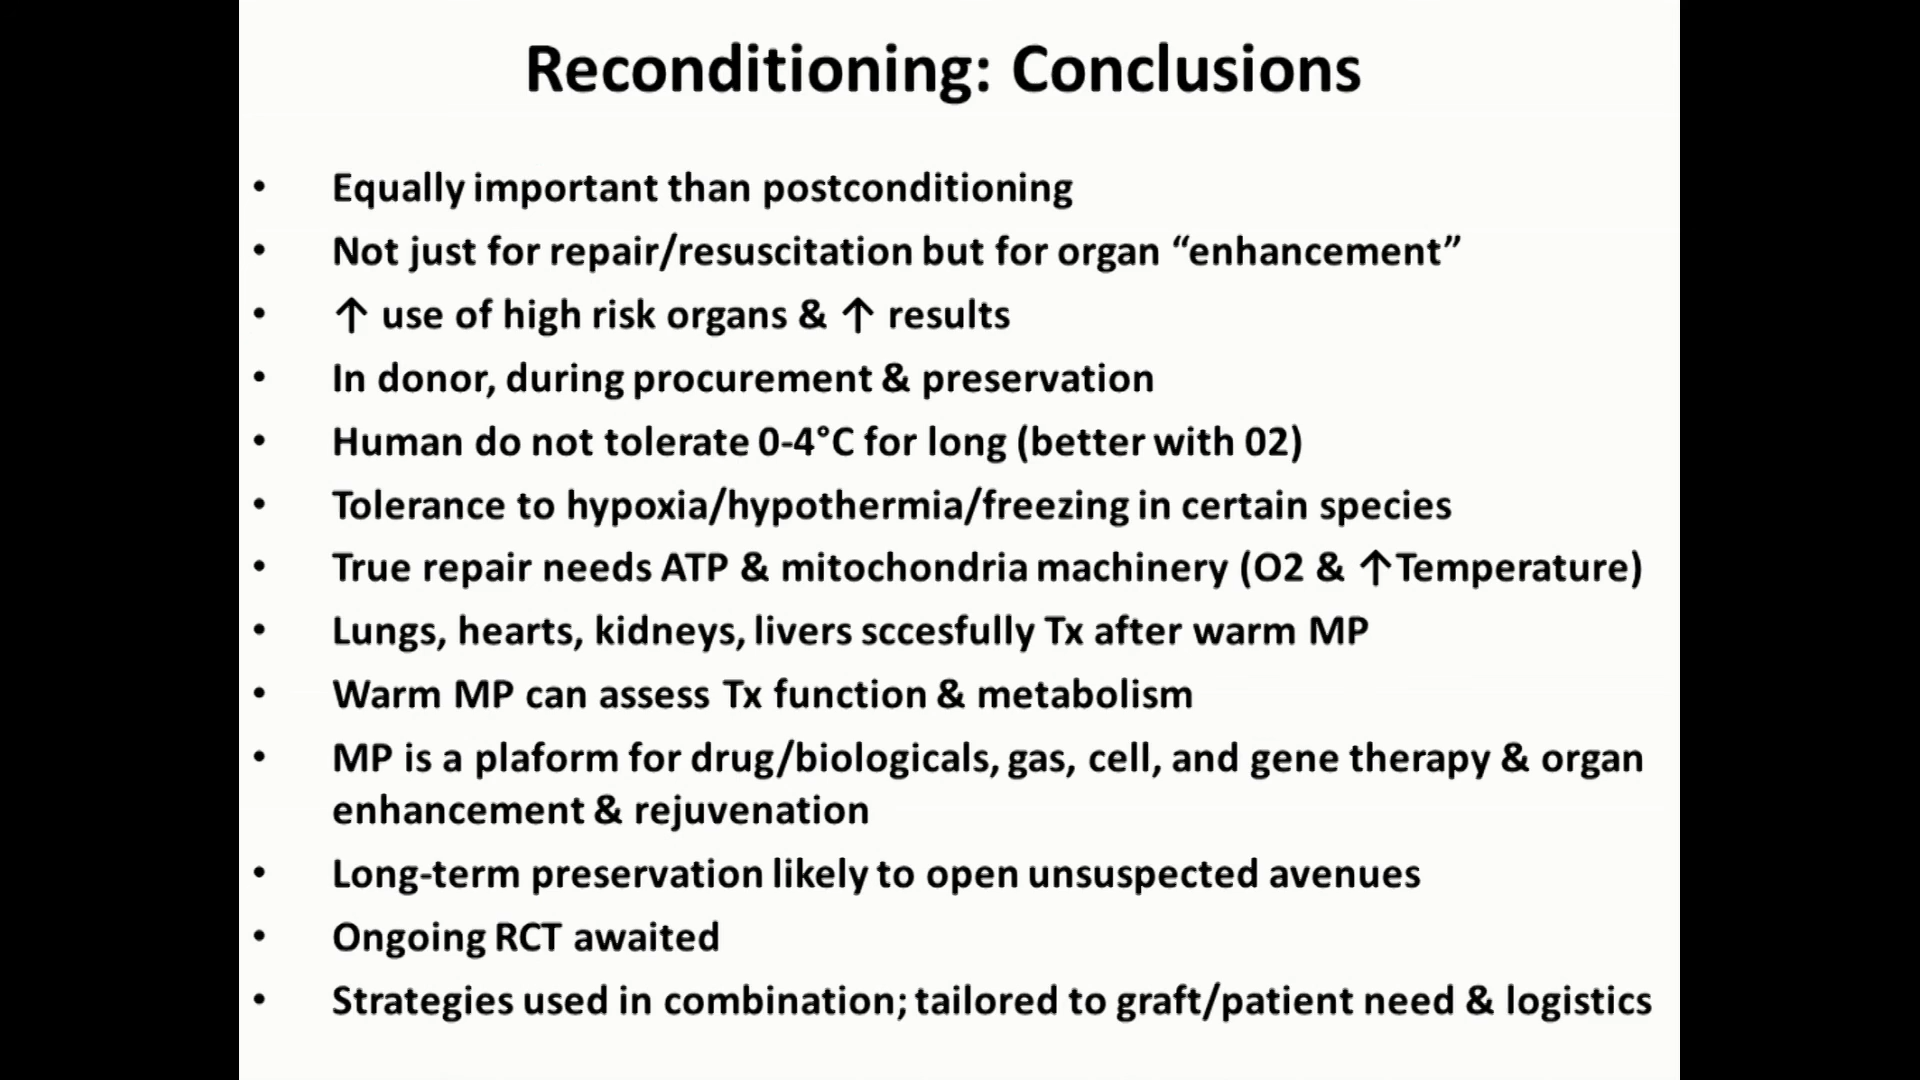 Reconditioning: Conclusions
• Equally important than postconditioning
• Not just for repair/resuscitation but for organ “enhancement”
• ↑ use of high risk organs & ↑ results
• In donor, during procurement & preservation
• Human do not tolerate 0-4°C for long (better with 02)
• Tolerance to hypoxia/hypothermia/freezing in certain species
• True repair needs ATP & mitochondria machinery (O2 & ↑Temperature)
• Lungs, hearts, kidneys, livers sccesfully Tx after warm MP
• Warm MP can assess Tx function & metabolism
• MP is a plaform for drug/biologicals, gas, cell, and gene therapy & organ
enhancement & rejuvenation
• Long-term preservation likely to open unsuspected avenues
• Ongoing RCT awaited
• Strategies used in combination; tailored to graft/patient need & logistics